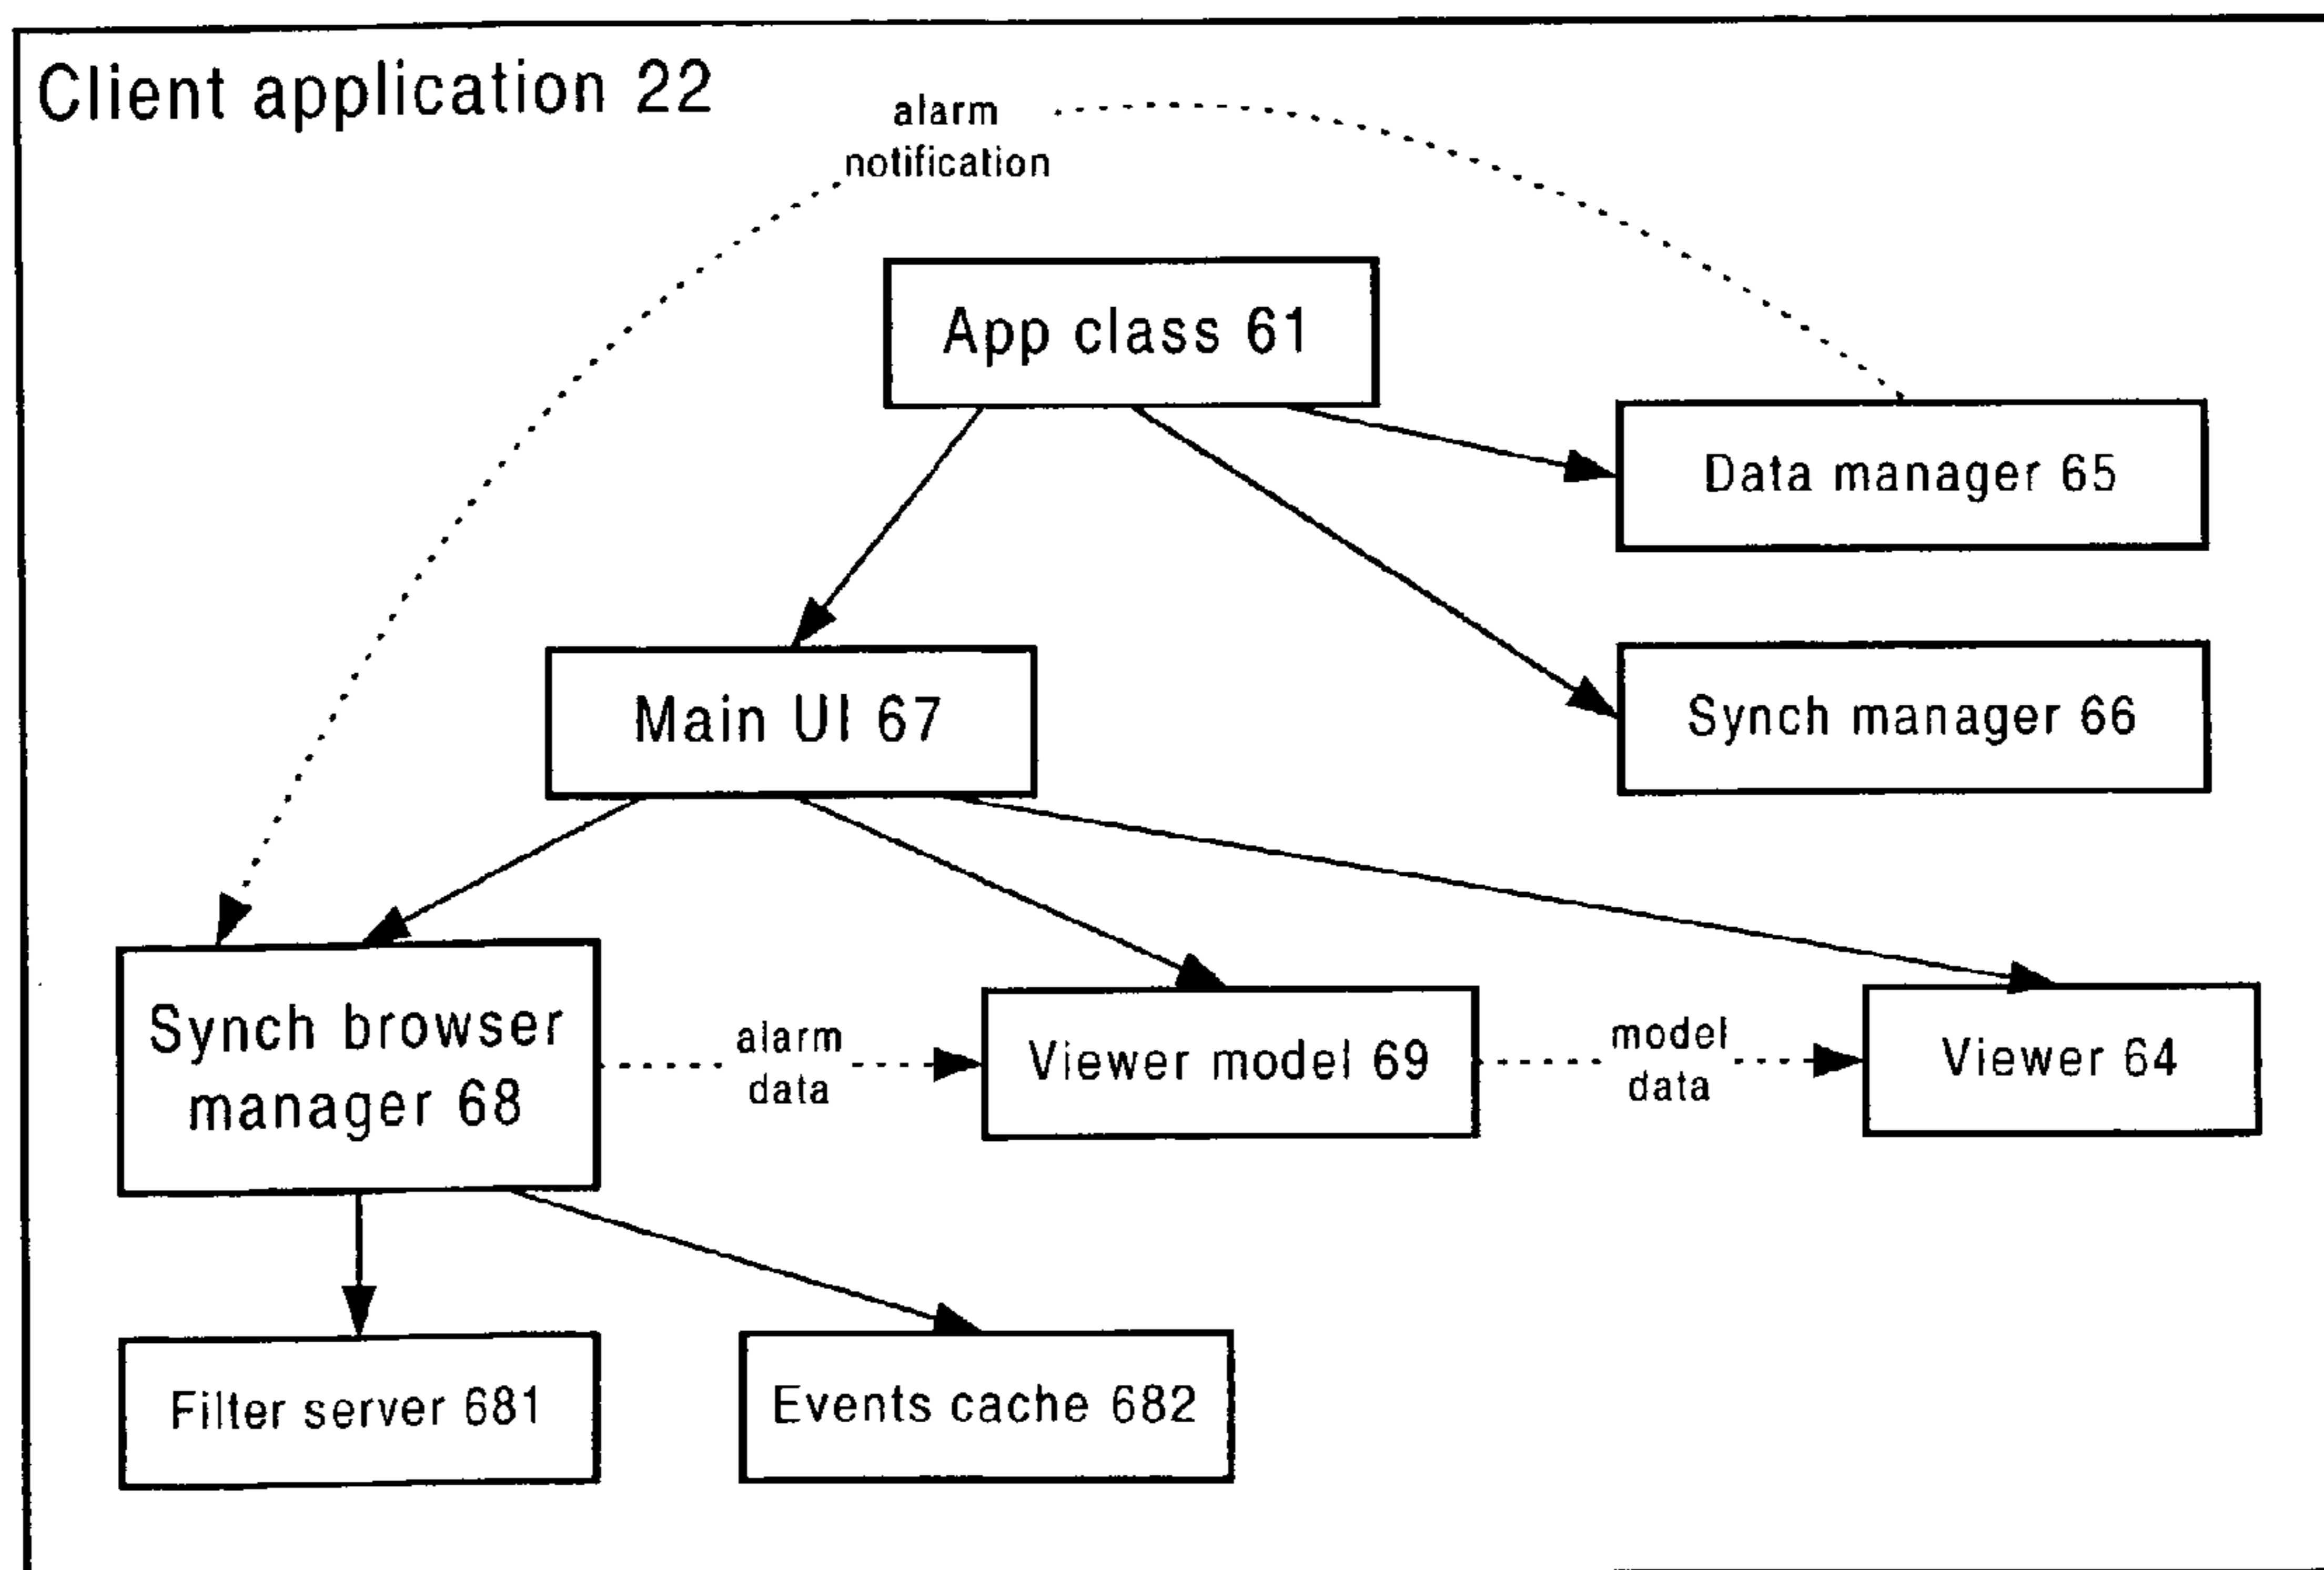 Client application 22
alarm
notification
App class 61
Data manager 65
Main UI 67
Synch manager 66
Synch browser
manager 68
alarm
data
Viewer model 69
model
data
Viewer 64
Filter server 681
Events cache 682